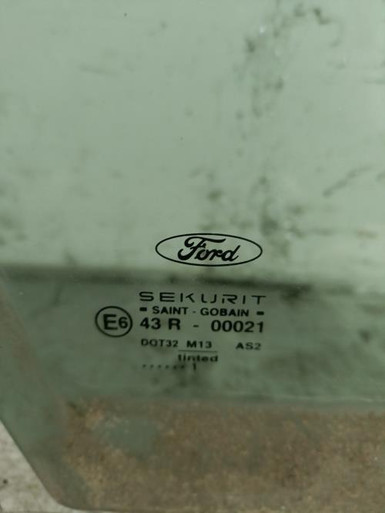 Ford
SEKURIT
SAINT - GOBAIN
E6 43 R - 00021
DOT32 M13 AS2
tinted
...... 1